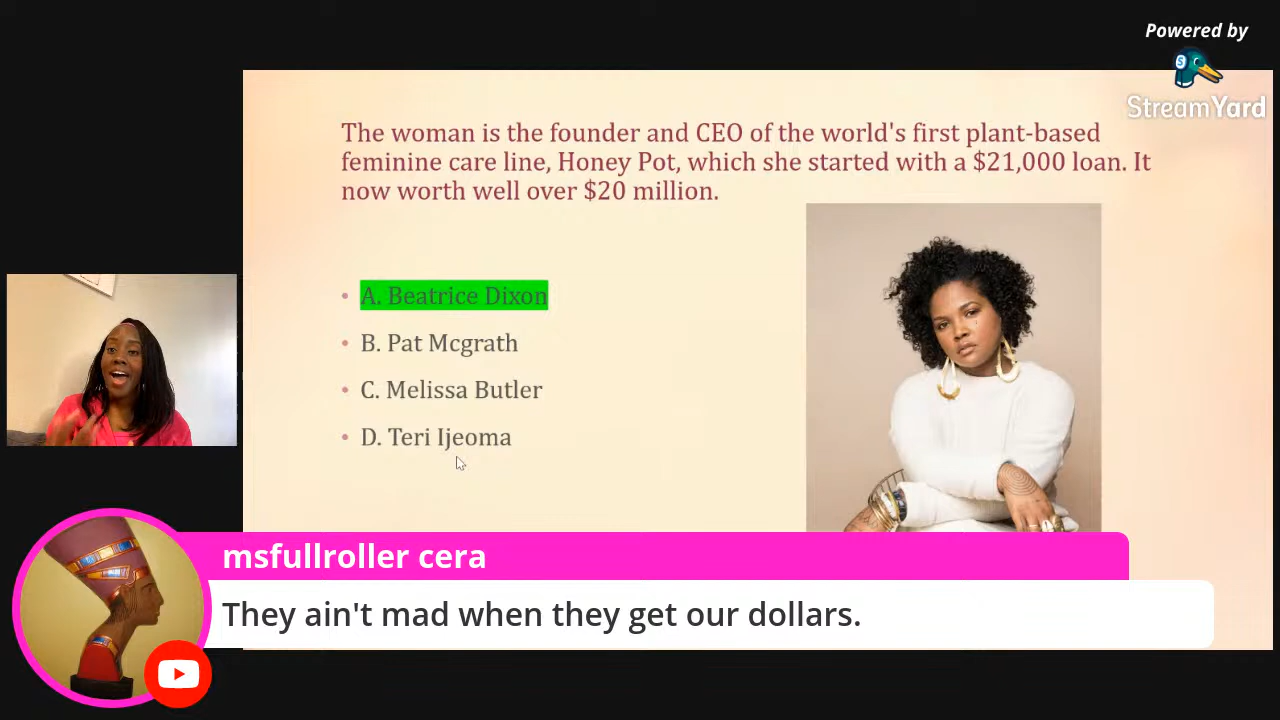 Powered by
StreamYard
The woman is the founder and CEO of the world's first plant-based
feminine care line, Honey Pot, which she started with a $21,000 loan. It
now worth well over $20 million.
• A. Beatrice Dixon
• B. Pat Mcgrath
• C. Melissa Butler
• D. Teri Ijeoma
msfullroller cera
They ain't mad when they get our dollars.